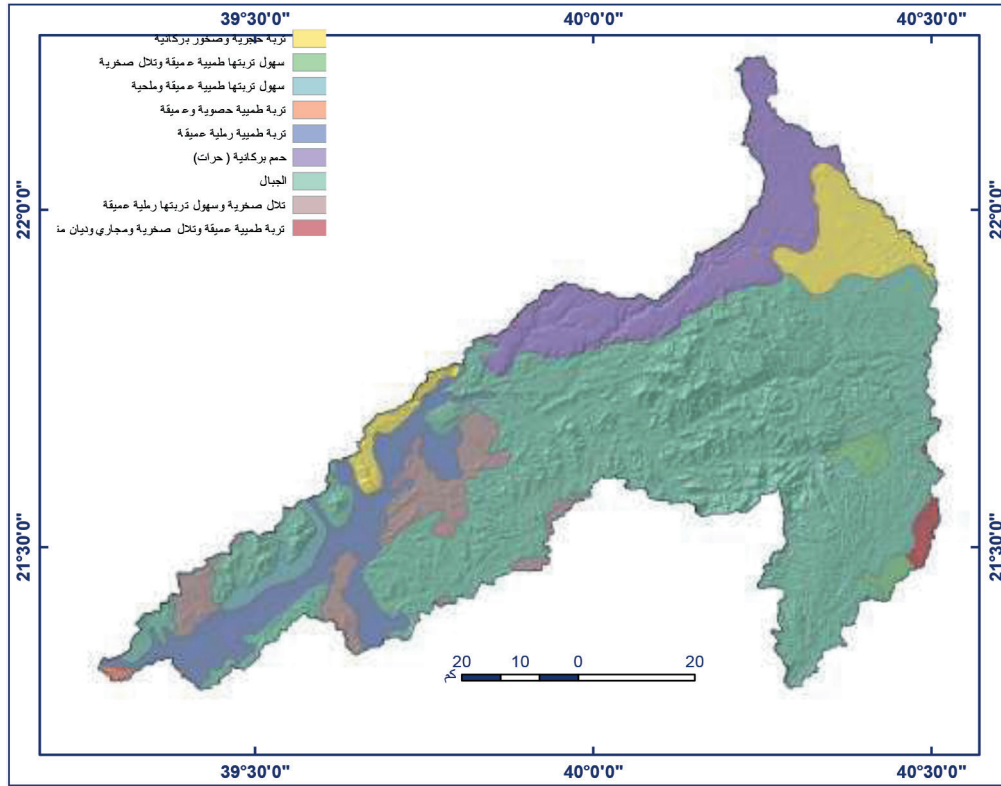 39°30'0"
40°0'0"
40°30'0"
تربة حجرية وصخور بركانية
سهول تربتها طميية عميقة وتلال صخرية
سهول تربتها طميية عميقة وملحية
تربة طميية حصوية وعميقة
تربة طميية رملية عميقة
حمم بركانية ( حرات)
الجبال
تلال صخرية وسهول تربتها رملية عميقة
تربة طميية عميقة وتلال صخرية ومجاري وديان
22°0'0"
22°0'0"
21°30'0"
21°30'0"
20 10 0 20
كم
39°30'0"
40°0'0"
40°30'0"